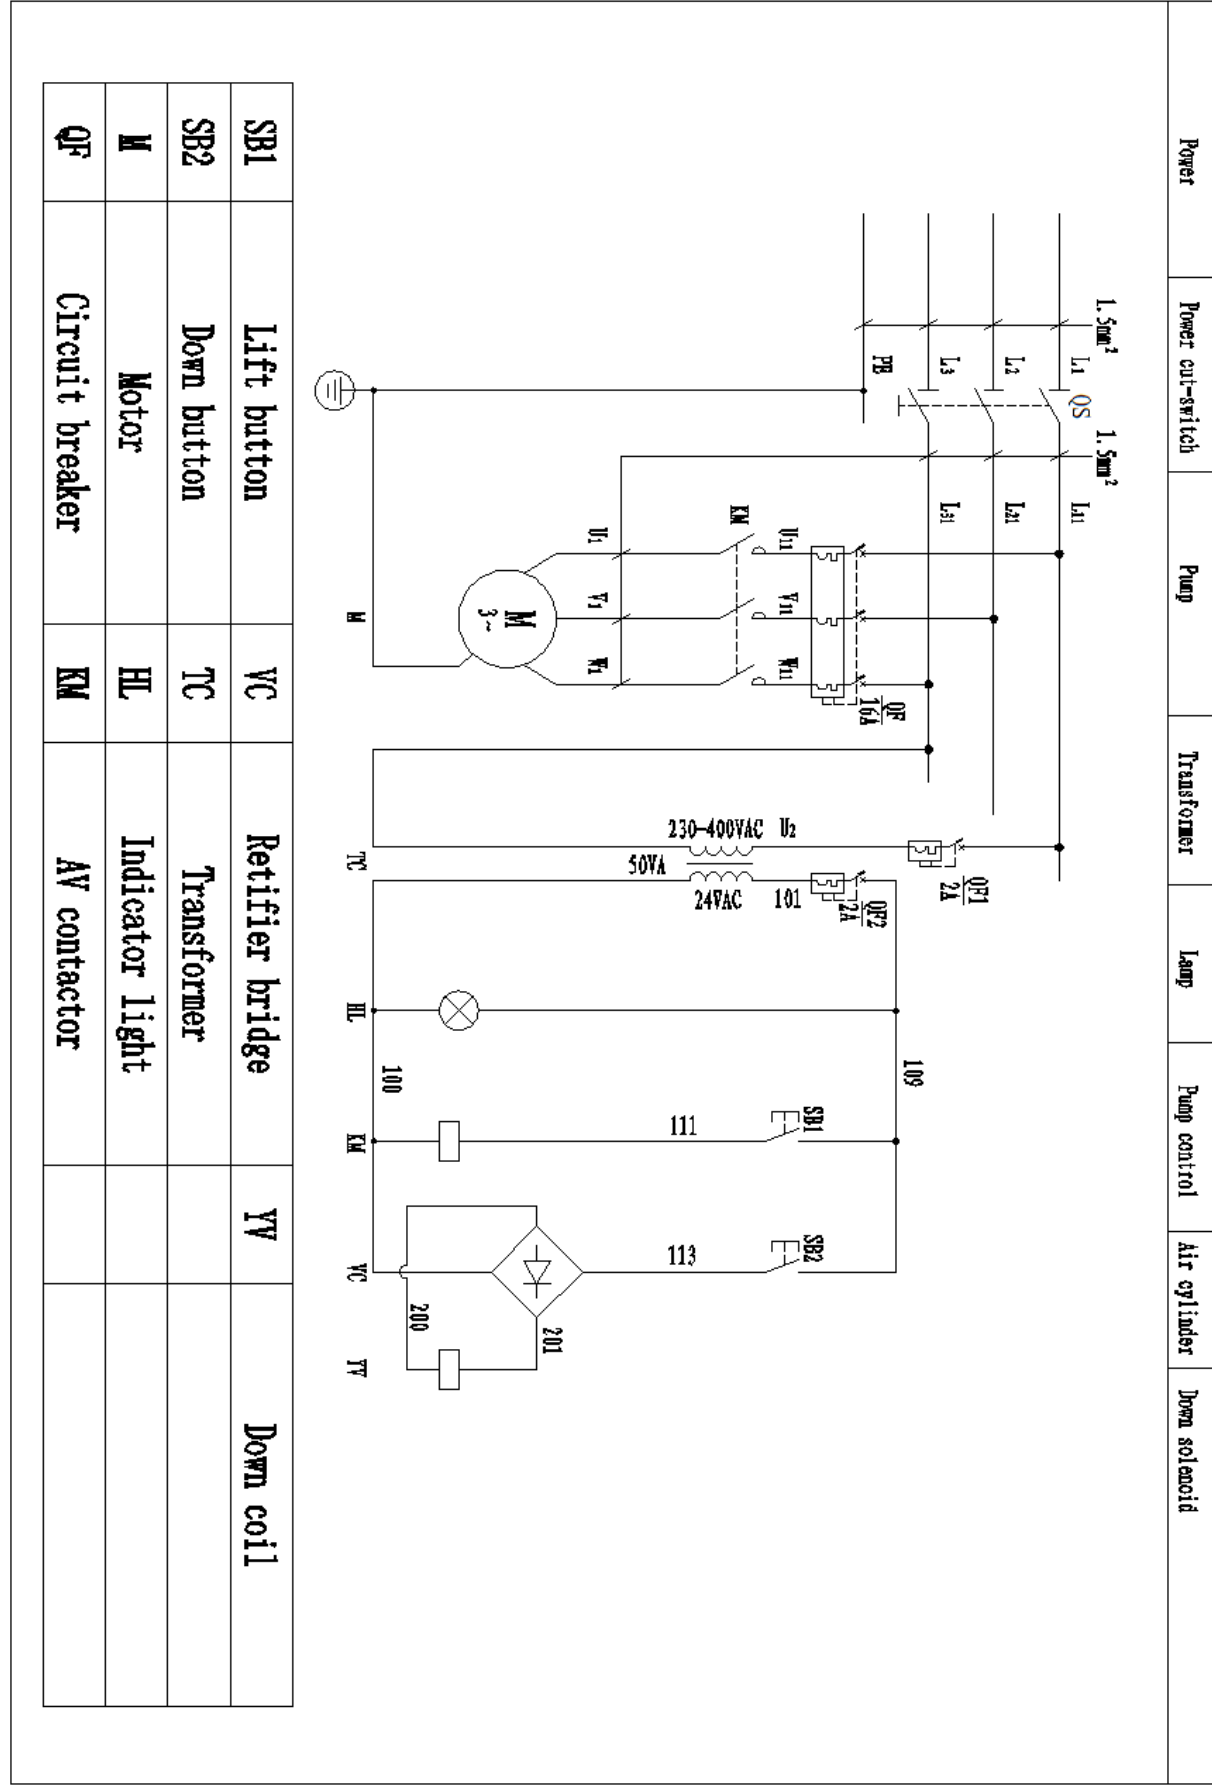 Power
Power cut-switch
Pump
Transformer
Lamp
Pump control
Air cylinder
Down solenoid
1.5mm²
1.5mm²
L1
QS
L11
L2
L21
L3
L31
PE
QF
16A
QF1
2A
QF2
2A
U11
V11
W11
KM
U1
V1
W1
M
3~
230-400VAC
U2
50VA
24VAC
101
109
SB1
SB2
111
113
100
201
200
M
TC
HL
KM
VC
YV
SB1 Lift button VC Retifier bridge YV Down coil
SB2 Down button TC Transformer
M Motor HL Indicator light
QF Circuit breaker KM AV contactor